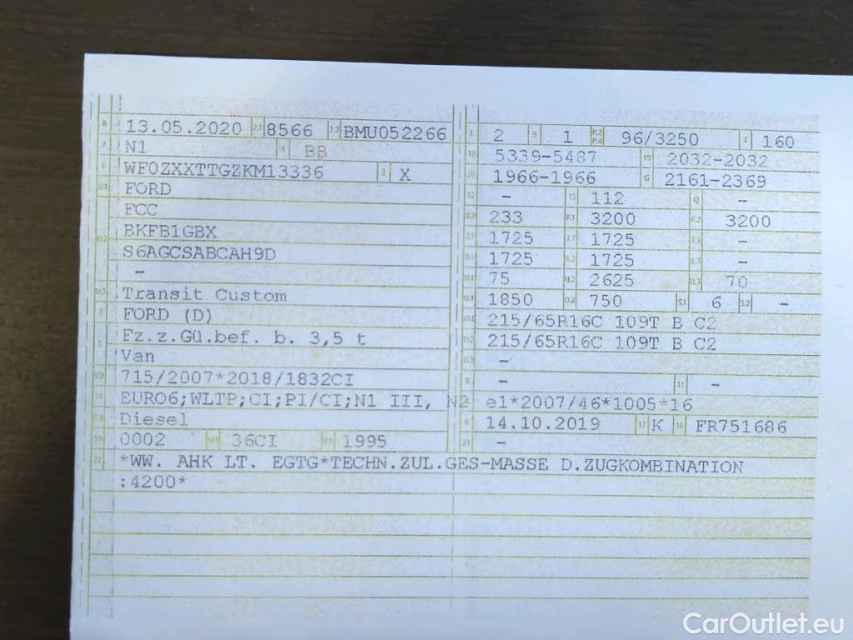 13.05.2020 8566 BMU052266
N1 BB
WF0ZXXTTGZKM13336 X
FORD
FCC
BKFB1GBX
S6AGCSABCAH9D
-
Transit Custom
FORD (D)
Fz.z.Gü.bef. b. 3,5 t
Van
715/2007*2018/1832CI
EURO6;WLTP;CI;PI/CI;N1 III, N2
Diesel
0002 36CI 1995
2 1 96/3250 160
5339-5487 2032-2032
1966-1966 2161-2369
- 112 -
233 3200 3200
1725 1725 -
1725 1725 -
75 2625 70
1850 750 6 -
215/65R16C 109T B C2
215/65R16C 109T B C2
-
- -
e1*2007/46*1005*16
14.10.2019 K FR751686
-
*WW. AHK LT. EGTG*TECHN.ZUL.GES-MASSE D.ZUGKOMBINATION
:4200*
CarOutlet.eu